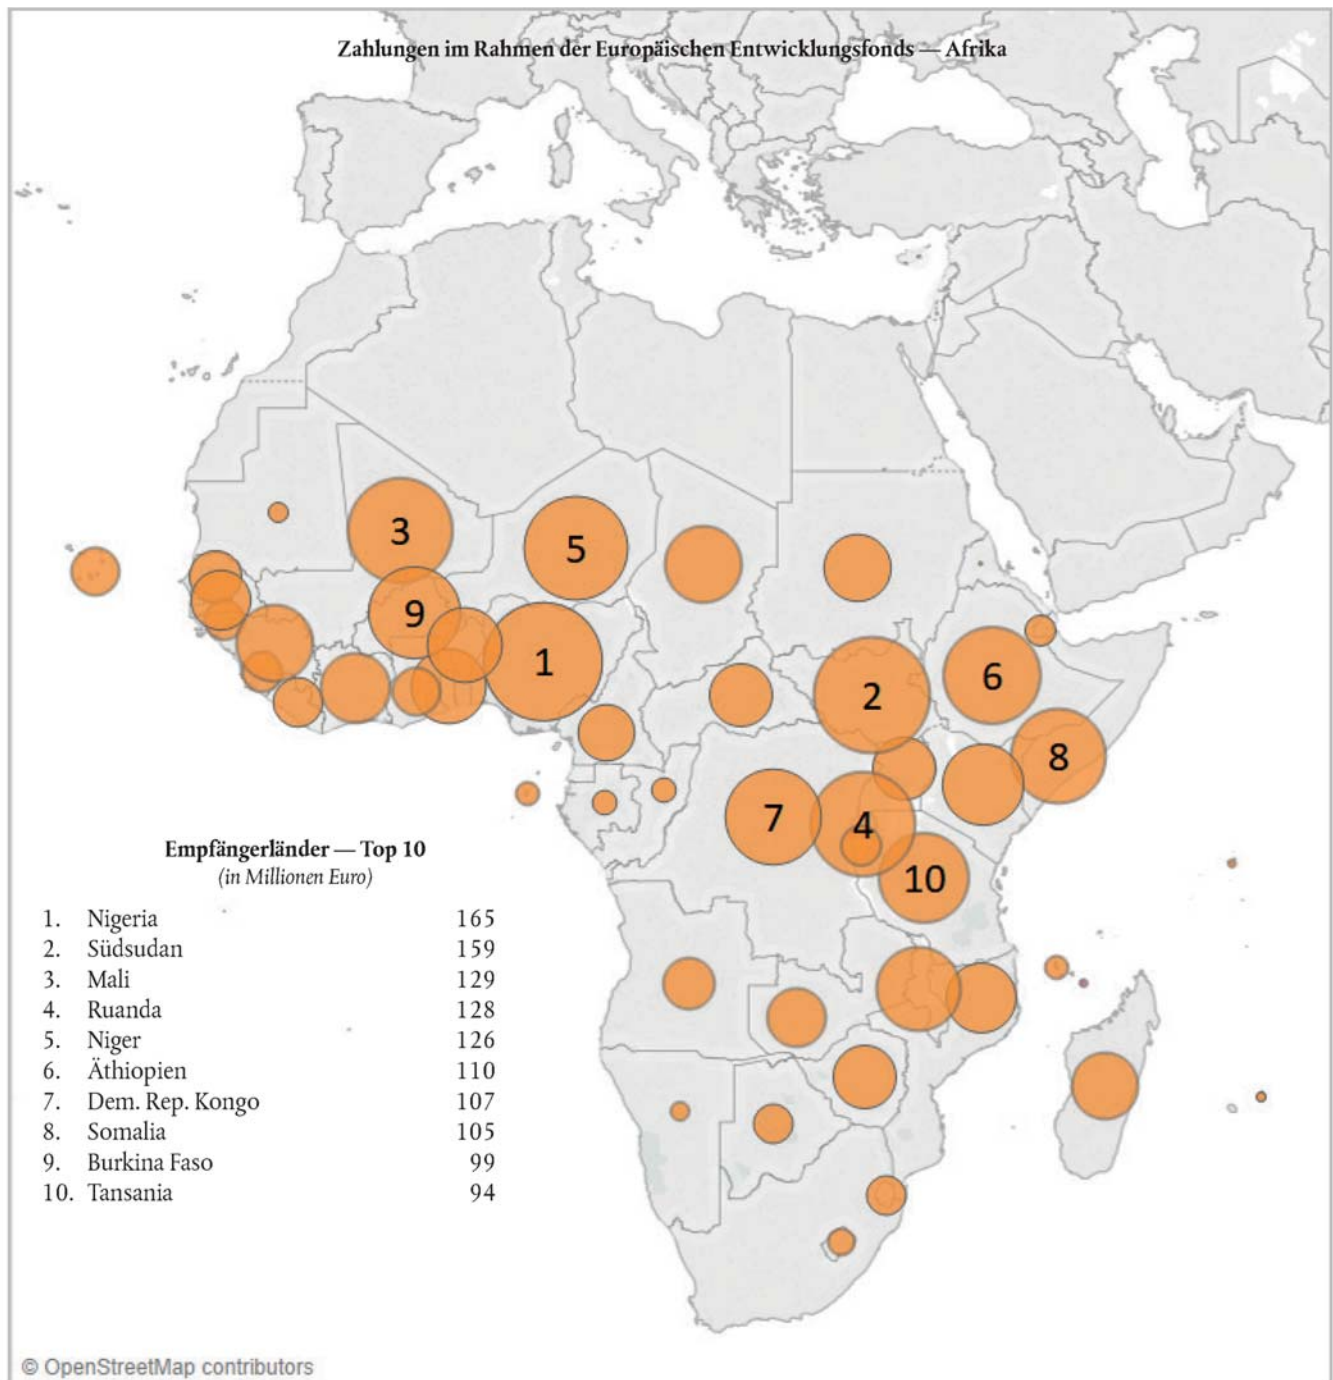 Zahlungen im Rahmen der Europäischen Entwicklungsfonds — Afrika
3
5
9
1
6
2
8
7
4
10
Empfängerländer — Top 10
(in Millionen Euro)
1. Nigeria 165
2. Südsudan 159
3. Mali 129
4. Ruanda 128
5. Niger 126
6. Äthiopien 110
7. Dem. Rep. Kongo 107
8. Somalia 105
9. Burkina Faso 99
10. Tansania 94
© OpenStreetMap contributors